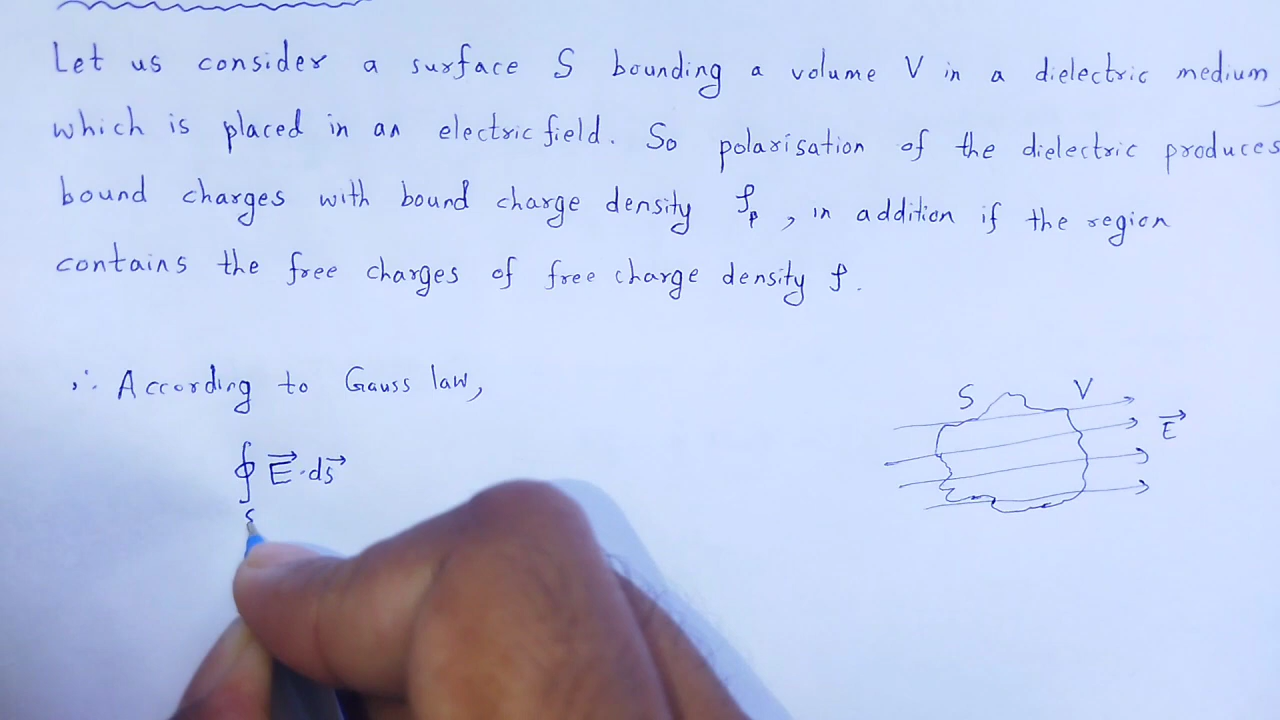 Let us consider a surface S bounding a volume V in a dielectric medium,
which is placed in an electric field. So polarisation of the dielectric produces
bound charges with bound charge density ρₚ, in addition if the region
contains the free charges of free charge density ρ.
∴ According to Gauss law,
∮ E⃗·ds⃗
s
S V
E⃗